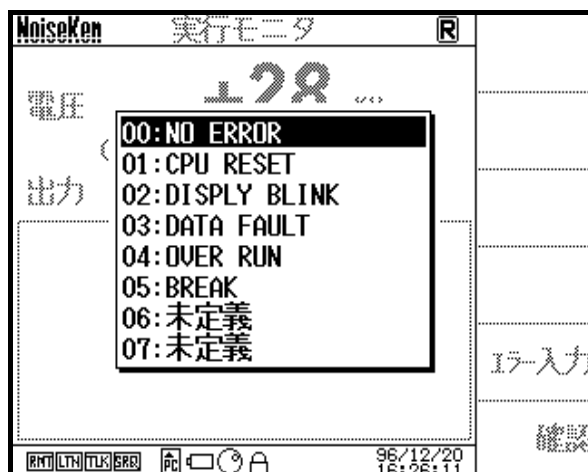 NoiseKen 実行モニタ R
電圧
00:NO ERROR
01:CPU RESET
出力
02:DISPLY BLINK
03:DATA FAULT
04:OVER RUN
05:BREAK
06:未定義
07:未定義
エラー入力
確認
RMT LTN TLK SRQ PC
96/12/20
16:26:11